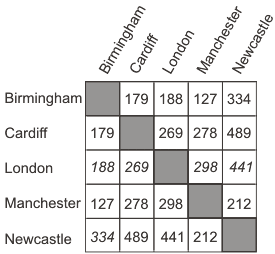 Birmingham Cardiff London Manchester Newcastle
Birmingham 179 188 127 334
Cardiff 179 269 278 489
London 188 269 298 441
Manchester 127 278 298 212
Newcastle 334 489 441 212